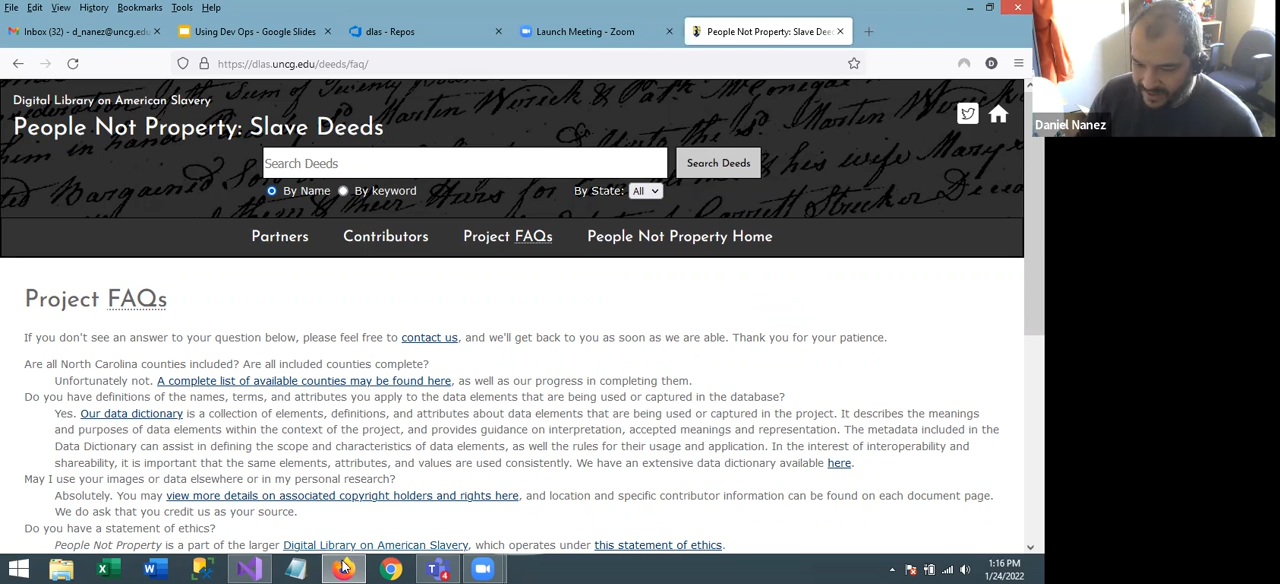 File Edit View History Bookmarks Tools Help
Inbox (32) - d_nanez@uncg.edu
Using Dev Ops - Google Slides
dlas - Repos
Launch Meeting - Zoom
People Not Property: Slave Dee
https://dlas.uncg.edu/deeds/faq/
Digital Library on American Slavery
People Not Property: Slave Deeds
Search Deeds
Search Deeds
By Name By keyword
By State: All
Partners Contributors Project FAQs People Not Property Home
Project FAQs
If you don't see an answer to your question below, please feel free to contact us, and we'll get back to you as soon as we are able. Thank you for your patience.
Are all North Carolina counties included? Are all included counties complete?
Unfortunately not. A complete list of available counties may be found here, as well as our progress in completing them.
Do you have definitions of the names, terms, and attributes you apply to the data elements that are being used or captured in the database?
Yes. Our data dictionary is a collection of elements, definitions, and attributes about data elements that are being used or captured in the project. It describes the meanings
and purposes of data elements within the context of the project, and provides guidance on interpretation, accepted meanings and representation. The metadata included in the
Data Dictionary can assist in defining the scope and characteristics of data elements, as well the rules for their usage and application. In the interest of interoperability and
shareability, it is important that the same elements, attributes, and values are used consistently. We have an extensive data dictionary available here.
May I use your images or data elsewhere or in my personal research?
Absolutely. You may view more details on associated copyright holders and rights here, and location and specific contributor information can be found on each document page.
We do ask that you credit us as your source.
Do you have a statement of ethics?
People Not Property is a part of the larger Digital Library on American Slavery, which operates under this statement of ethics.
Daniel Nanez
1:16 PM
1/24/2022